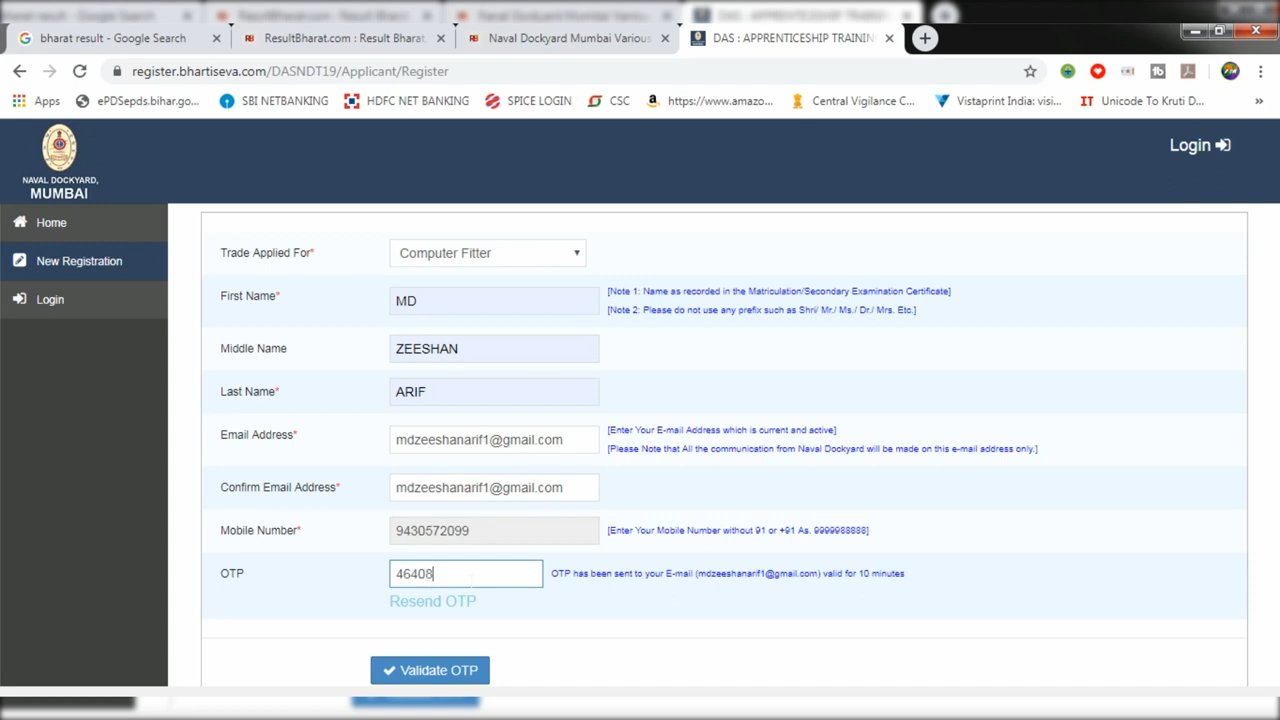 bharat result - Google Search
ResultBharat.com : Result Bharat
Naval Dockyard Mumbai Various
DAS : APPRENTICESHIP TRAININ
register.bhartiseva.com/DASNDT19/Applicant/Register
Apps
ePDSepds.bihar.go...
SBI NETBANKING
HDFC NET BANKING
SPICE LOGIN
CSC
https://www.amazo...
Central Vigilance C...
Vistaprint India: visi...
IT Unicode To Kruti D...
»
NAVAL DOCKYARD,
MUMBAI
Login
Home
New Registration
Login
Trade Applied For*
Computer Fitter
First Name*
MD
[Note 1: Name as recorded in the Matriculation/Secondary Examination Certificate]
[Note 2: Please do not use any prefix such as Shri/ Mr./ Ms./ Dr./ Mrs. Etc.]
Middle Name
ZEESHAN
Last Name*
ARIF
Email Address*
mdzeeshanarif1@gmail.com
[Enter Your E-mail Address which is current and active]
[Please Note that All the communication from Naval Dockyard will be made on this e-mail address only.]
Confirm Email Address*
mdzeeshanarif1@gmail.com
Mobile Number*
9430572099
[Enter Your Mobile Number without 91 or +91 As. 9999988888]
OTP
46408
OTP has been sent to your E-mail (mdzeeshanarif1@gmail.com) valid for 10 minutes
Resend OTP
Validate OTP